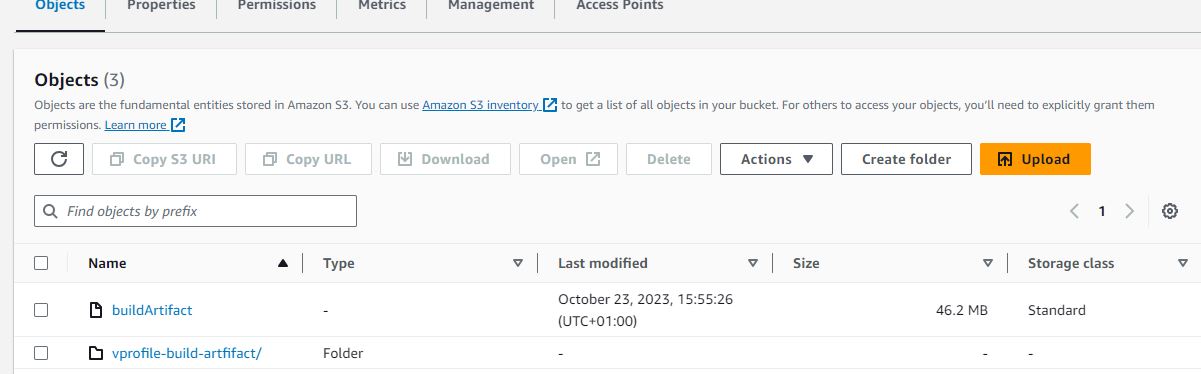 Objects Properties Permissions Metrics Management Access Points
Objects (3)
Objects are the fundamental entities stored in Amazon S3. You can use Amazon S3 inventory to get a list of all objects in your bucket. For others to access your objects, you'll need to explicitly grant them
permissions. Learn more
Copy S3 URI Copy URL Download Open Delete Actions Create folder Upload
Find objects by prefix 1
Name Type Last modified Size Storage class
buildArtifact - October 23, 2023, 15:55:26 46.2 MB Standard
(UTC+01:00)
vprofile-build-artfifact/ Folder - - -